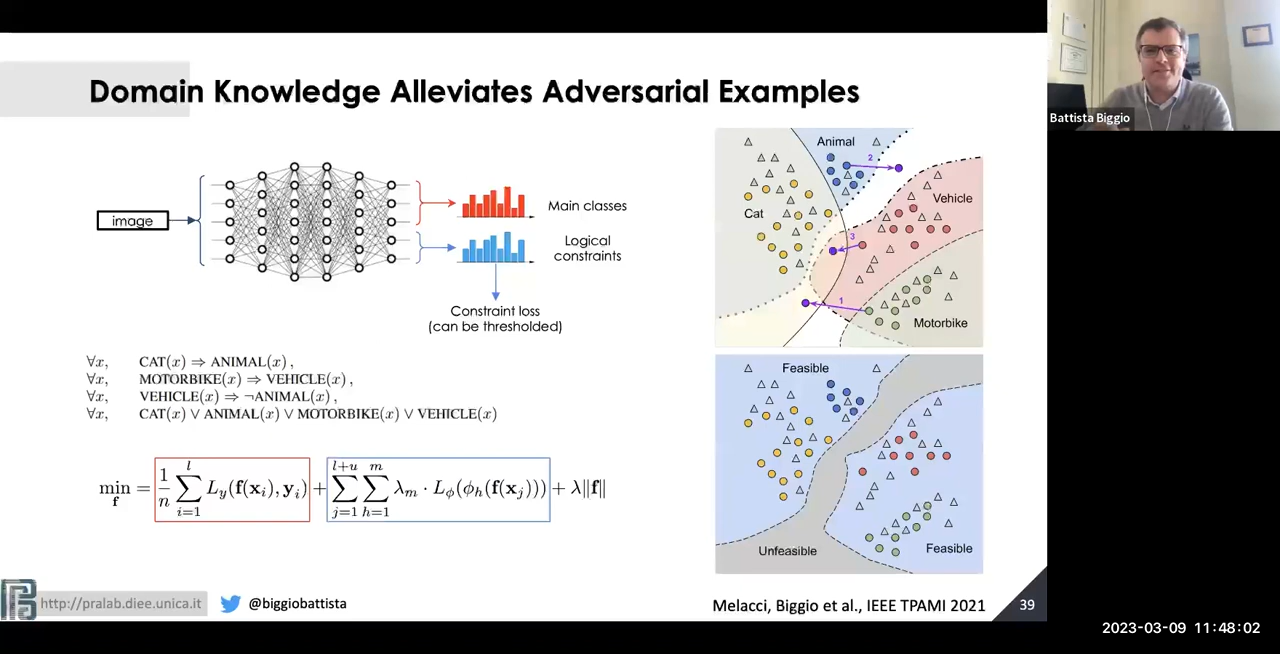 Domain Knowledge Alleviates Adversarial Examples
Battista Biggio
image
Main classes
Logical
constraints
Constraint loss
(can be thresholded)
∀x, CAT(x) ⇒ ANIMAL(x) ,
∀x, MOTORBIKE(x) ⇒ VEHICLE(x) ,
∀x, VEHICLE(x) ⇒ ¬ANIMAL(x) ,
∀x, CAT(x) ∨ ANIMAL(x) ∨ MOTORBIKE(x) ∨ VEHICLE(x)
min_f = 1/n ∑_{i=1}^{l} L_y(f(x_i), y_i) + ∑_{j=1}^{l+u} ∑_{h=1}^{m} λ_m · L_ϕ(ϕ_h(f(x_j))) + λ‖f‖
Animal
2
Cat
Vehicle
3
1
Motorbike
Feasible
Unfeasible
Feasible
http://pralab.diee.unica.it
@biggiobattista
Melacci, Biggio et al., IEEE TPAMI 2021
39
2023-03-09 11:48:02